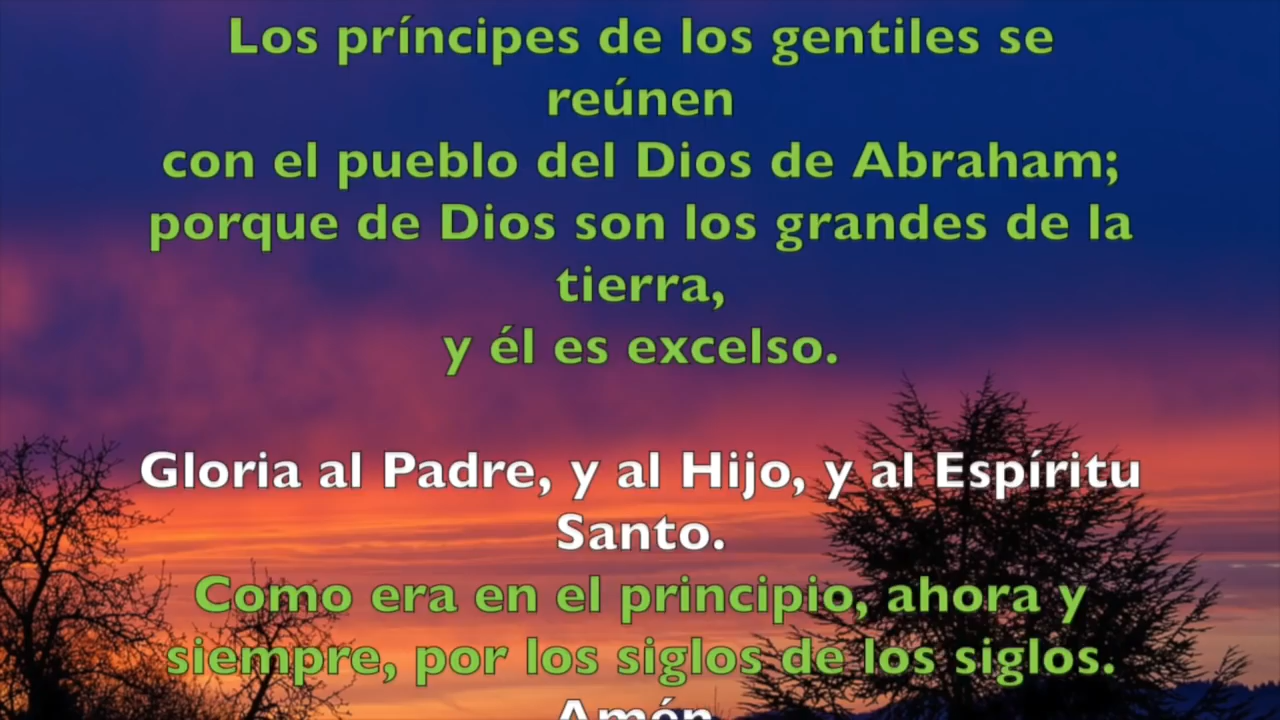 Los príncipes de los gentiles se
reúnen
con el pueblo del Dios de Abraham;
porque de Dios son los grandes de la
tierra,
y él es excelso.
Gloria al Padre, y al Hijo, y al Espíritu
Santo.
Como era en el principio, ahora y
siempre, por los siglos de los siglos.
Amén